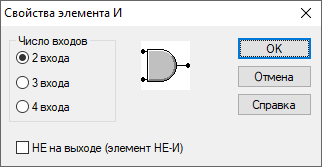 Свойства элемента И
Число входов
2 входа
3 входа
4 входа
OK
Отмена
Справка
НЕ на выходе (элемент НЕ-И)